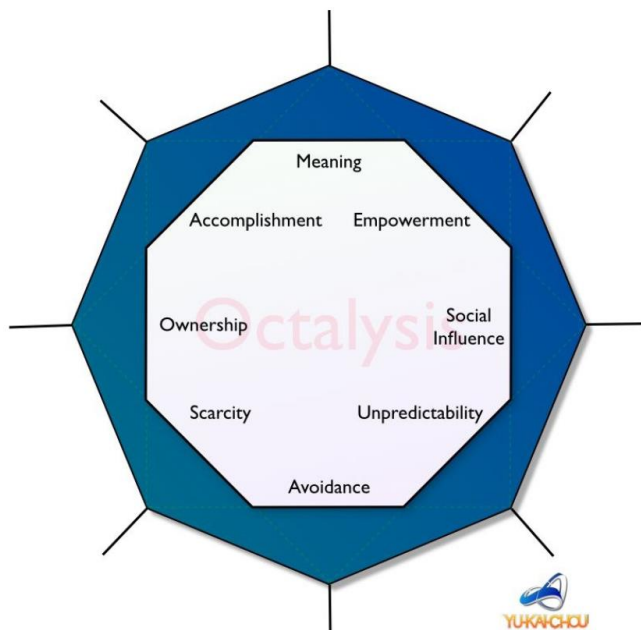 Meaning
Accomplishment Empowerment
Octalysis
Ownership
Social
Influence
Scarcity Unpredictability
Avoidance
YU-KAI-CHOU